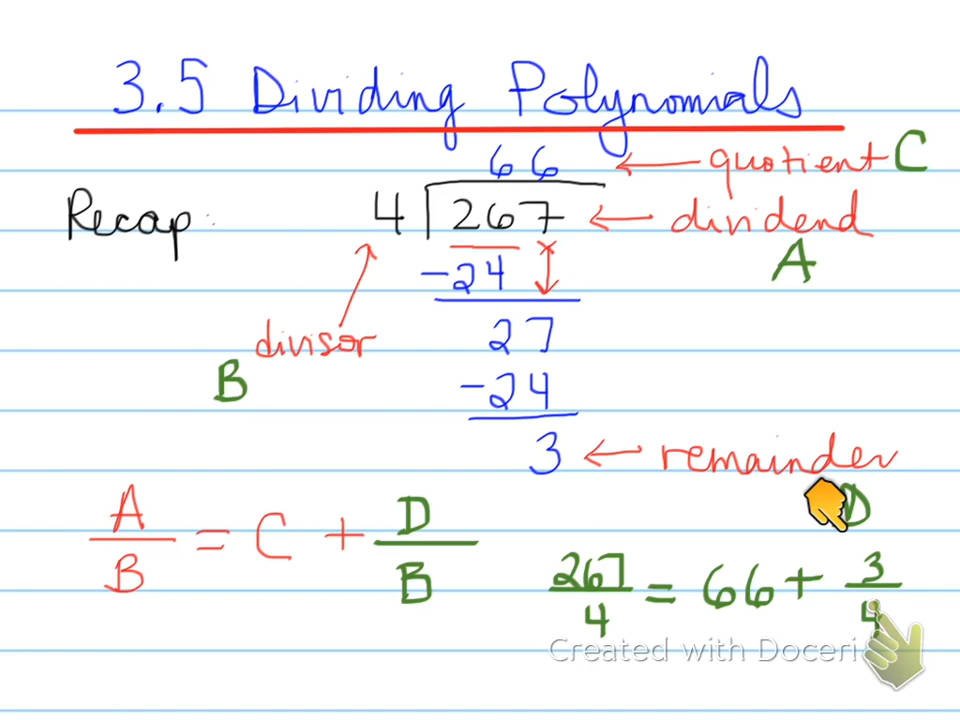 3.5 Dividing Polynomials
66 ← quotient C
Recap: 4 267 ← dividend
A
-24
divisor 27
B -24
3 ← remainder
D
A/B = C + D/B
267/4 = 66 + 3/4
Created with Doceri